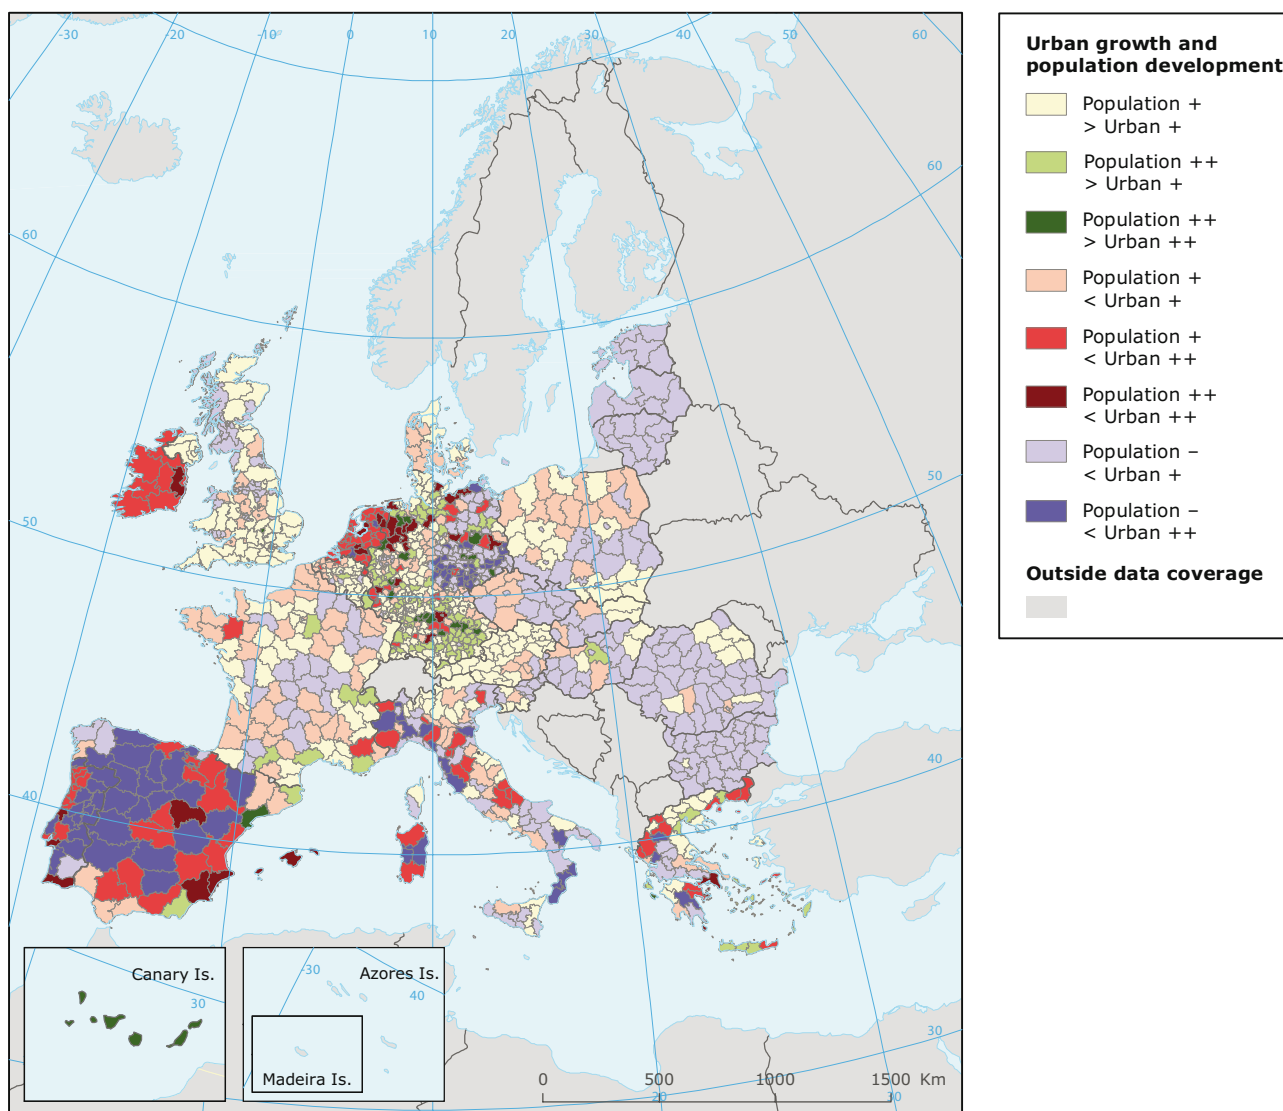 -30
-20
-10°
0
10
20
30
40
50
60
60
60
50
50
40
40
30
Canary Is.
30
Azores Is.
-30
40
Madeira Is.
0
500
1000
1500 Km
20
30
Urban growth and
population development
Population +
> Urban +
Population ++
> Urban +
Population ++
> Urban ++
Population +
< Urban +
Population +
< Urban ++
Population ++
< Urban ++
Population –
< Urban +
Population –
< Urban ++
Outside data coverage